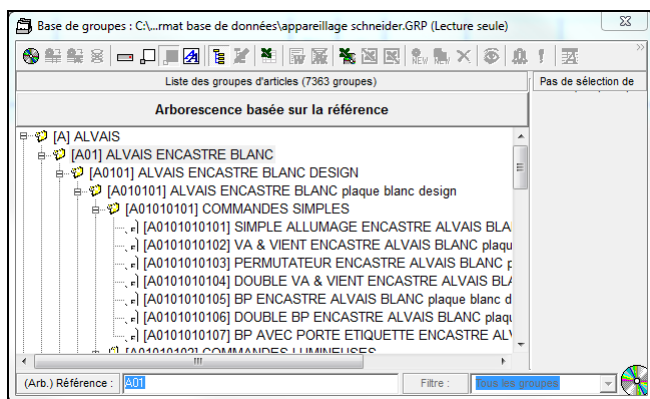 Base de groupes : C:\...rmat base de données\appareillage schneider.GRP (Lecture seule)
NEW NEW
Liste des groupes d'articles (7363 groupes) Pas de sélection de
Arborescence basée sur la référence
[A] ALVAIS
[A01] ALVAIS ENCASTRE BLANC
[A0101] ALVAIS ENCASTRE BLANC DESIGN
[A010101] ALVAIS ENCASTRE BLANC plaque blanc design
[A01010101] COMMANDES SIMPLES
[A0101010101] SIMPLE ALLUMAGE ENCASTRE ALVAIS BLA
[A0101010102] VA & VIENT ENCASTRE ALVAIS BLANC plaqu
[A0101010103] PERMUTATEUR ENCASTRE ALVAIS BLANC p
[A0101010104] DOUBLE VA & VIENT ENCASTRE ALVAIS BLA
[A0101010105] BP ENCASTRE ALVAIS BLANC plaque blanc d
[A0101010106] DOUBLE BP ENCASTRE ALVAIS BLANC plaqu
[A0101010107] BP AVEC PORTE ETIQUETTE ENCASTRE ALV
[A01010102] COMMANDES LUMINEUSES
(Arb.) Référence : A01 Filtre : Tous les groupes